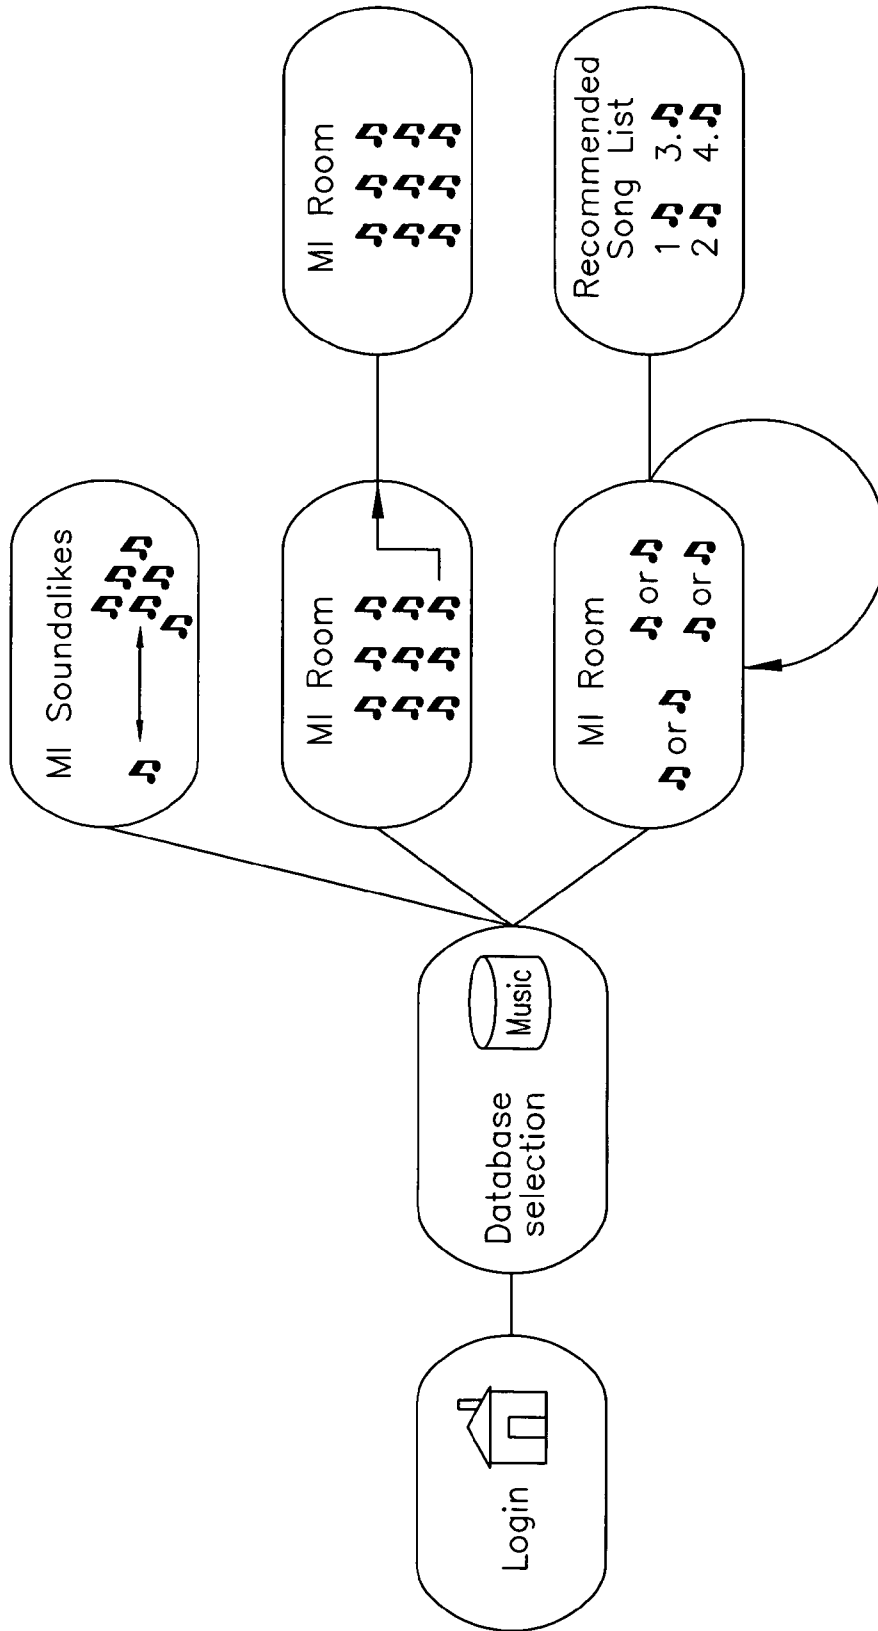 Login
Database
selection
Music
MI Soundalikes
MI Room
MI Room
MI Room
or
or
or
Recommended
Song List
1 3.
2 4.